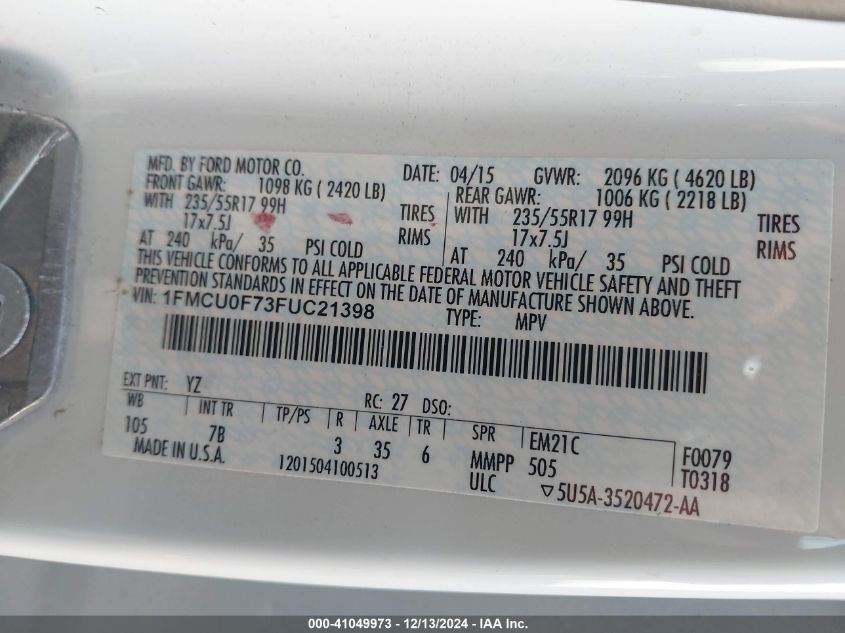 MFD. BY FORD MOTOR CO. DATE: 04/15 GVWR: 2096 KG ( 4620 LB)
FRONT GAWR: 1098 KG ( 2420 LB) REAR GAWR: 1006 KG ( 2218 LB)
WITH 235/55R17 99H TIRES WITH 235/55R17 99H TIRES
17x7.5J RIMS 17x7.5J RIMS
AT 240 kPa/ 35 PSI COLD AT 240 kPa/ 35 PSI COLD
THIS VEHICLE CONFORMS TO ALL APPLICABLE FEDERAL MOTOR VEHICLE SAFETY AND THEFT
PREVENTION STANDARDS IN EFFECT ON THE DATE OF MANUFACTURE SHOWN ABOVE.
VIN: 1FMCU0F73FUC21398 TYPE: MPV
EXT PNT: YZ RC: 27 DSO:
WB INT TR TP/PS R AXLE TR SPR EM21C F0079
105 7B 3 35 6 MMPP 505 T0318
MADE IN U.S.A. 1201504100513 ULC ▽5U5A-3520472-AA
000-41049973 - 12/13/2024 - IAA Inc.